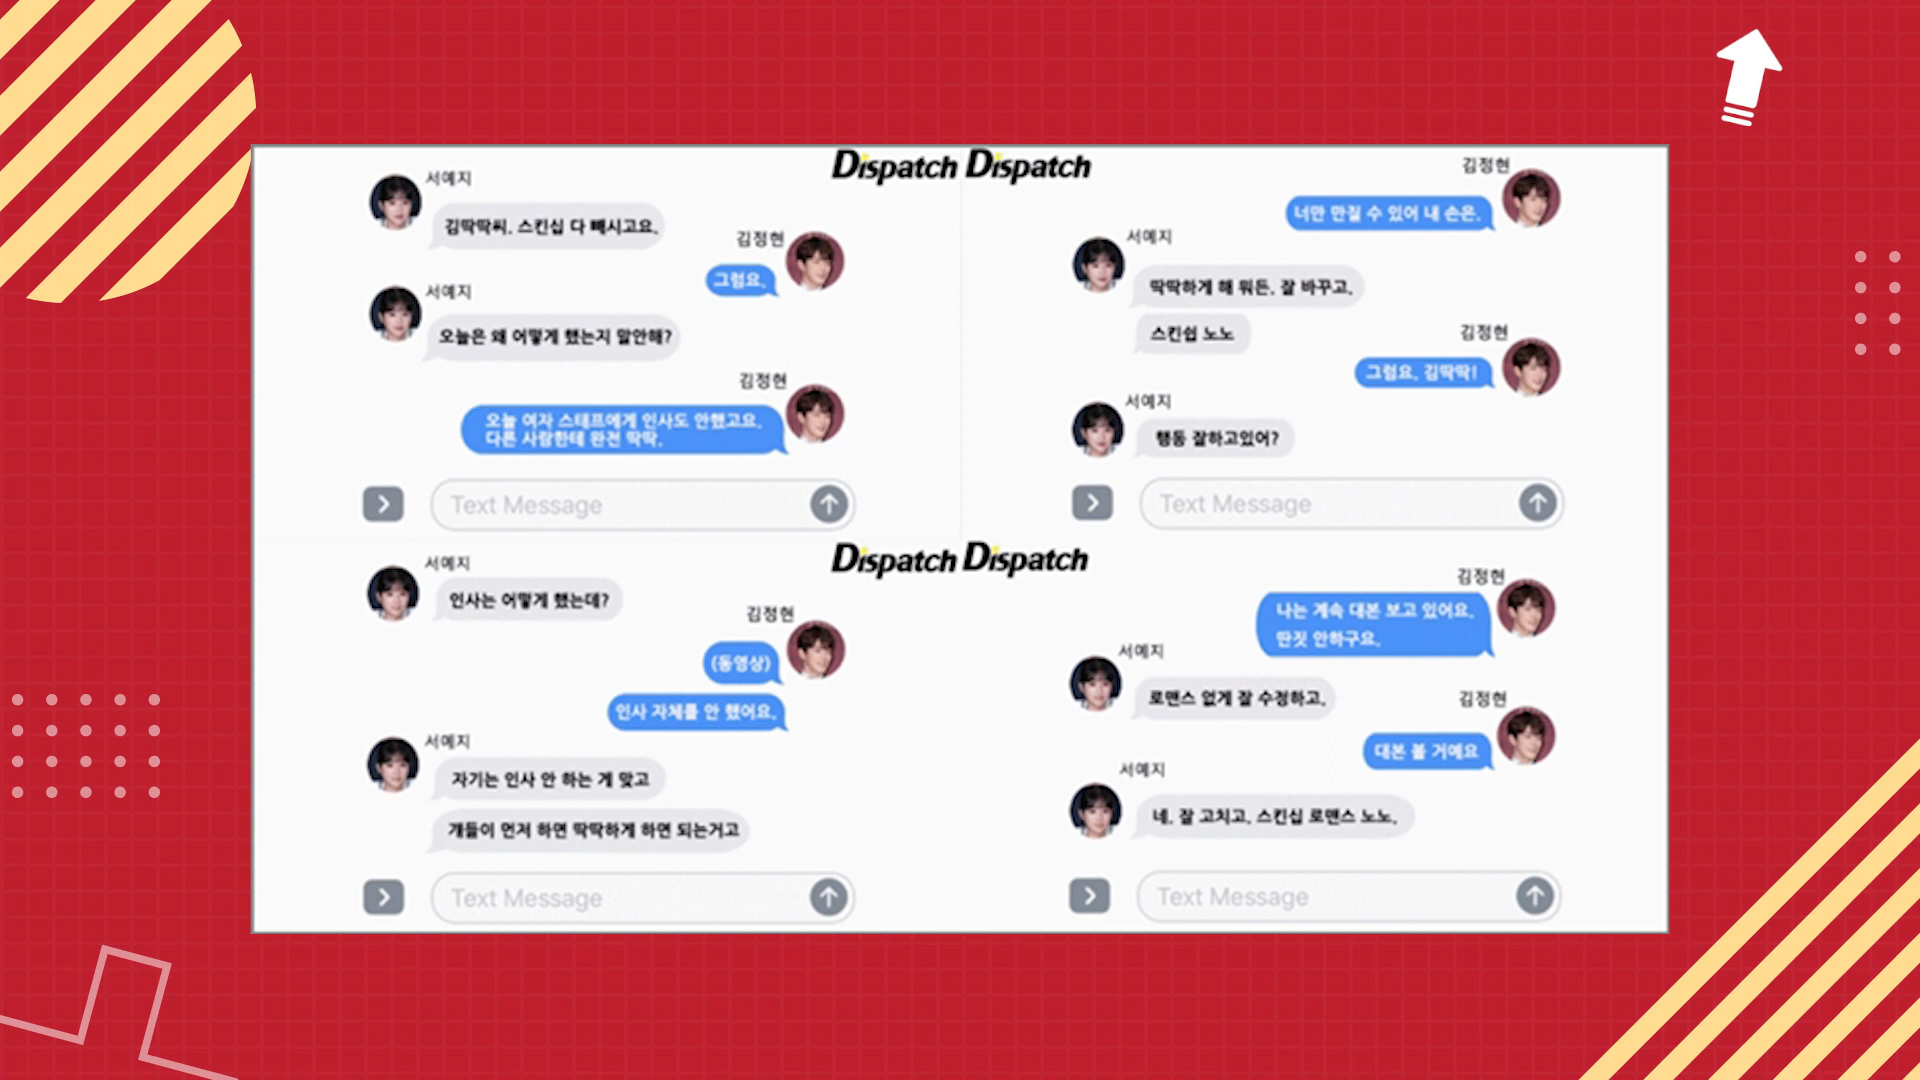 Dispatch
서예지
김딱딱씨. 스킨십 다 빼시고요.
김정현
그럼요.
서예지
오늘은 왜 어떻게 했는지 말안해?
김정현
오늘 여자 스태프에게 인사도 안했고요.
다른 사람한테 완전 딱딱.
Text Message
Dispatch
김정현
너만 만질 수 있어 내 손은.
서예지
딱딱하게 해 뭐든. 잘 바꾸고.
스킨쉽 노노
김정현
그럼요. 김딱딱!
서예지
행동 잘하고있어?
Text Message
Dispatch
서예지
인사는 어떻게 했는데?
김정현
(동영상)
인사 자체를 안 했어요.
서예지
자기는 인사 안 하는 게 맞고
걔들이 먼저 하면 딱딱하게 하면 되는거고
Text Message
Dispatch
김정현
나는 계속 대본 보고 있어요.
딴짓 안하구요.
서예지
로맨스 없게 잘 수정하고.
김정현
대본 볼 거예요
서예지
네. 잘 고치고. 스킨십 로맨스 노노.
Text Message